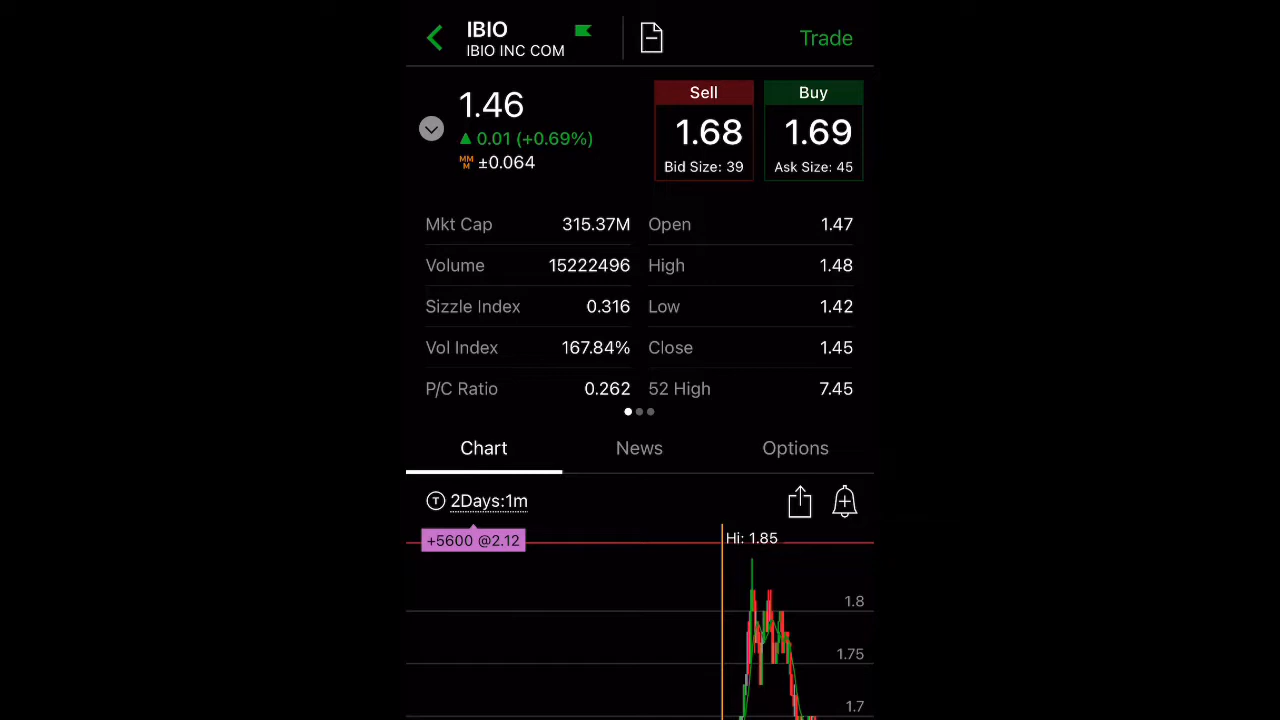 IBIO
IBIO INC COM
Trade
1.46
0.01 (+0.69%)
MM
M
±0.064
Sell
1.68
Bid Size: 39
Buy
1.69
Ask Size: 45
Mkt Cap 315.37M Open 1.47
Volume 15222496 High 1.48
Sizzle Index 0.316 Low 1.42
Vol Index 167.84% Close 1.45
P/C Ratio 0.262 52 High 7.45
Chart News Options
T 2Days:1m
+5600 @2.12
Hi: 1.85
1.8
1.75
1.7